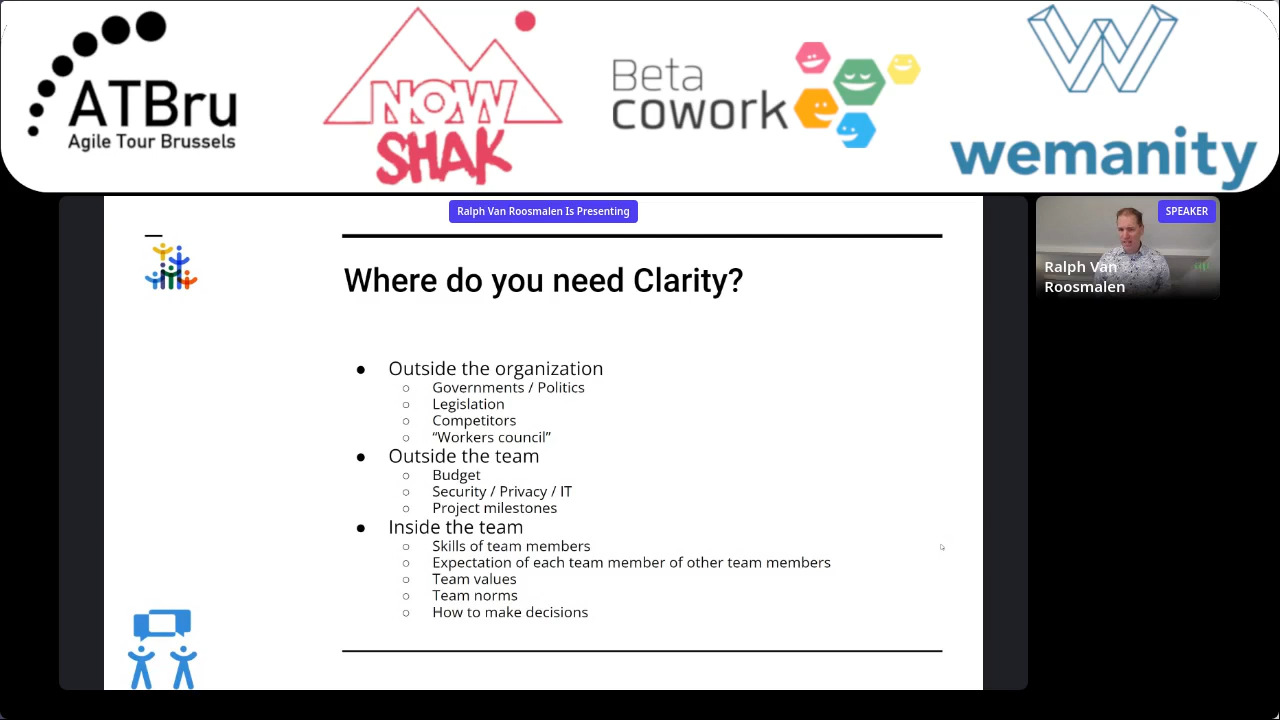 ATBru
Agile Tour Brussels
NOW
SHAK
Beta
cowork
wemanity
Ralph Van Roosmalen Is Presenting
SPEAKER
Ralph Van
Roosmalen
Where do you need Clarity?
● Outside the organization
○ Governments / Politics
○ Legislation
○ Competitors
○ “Workers council”
● Outside the team
○ Budget
○ Security / Privacy / IT
○ Project milestones
● Inside the team
○ Skills of team members
○ Expectation of each team member of other team members
○ Team values
○ Team norms
○ How to make decisions